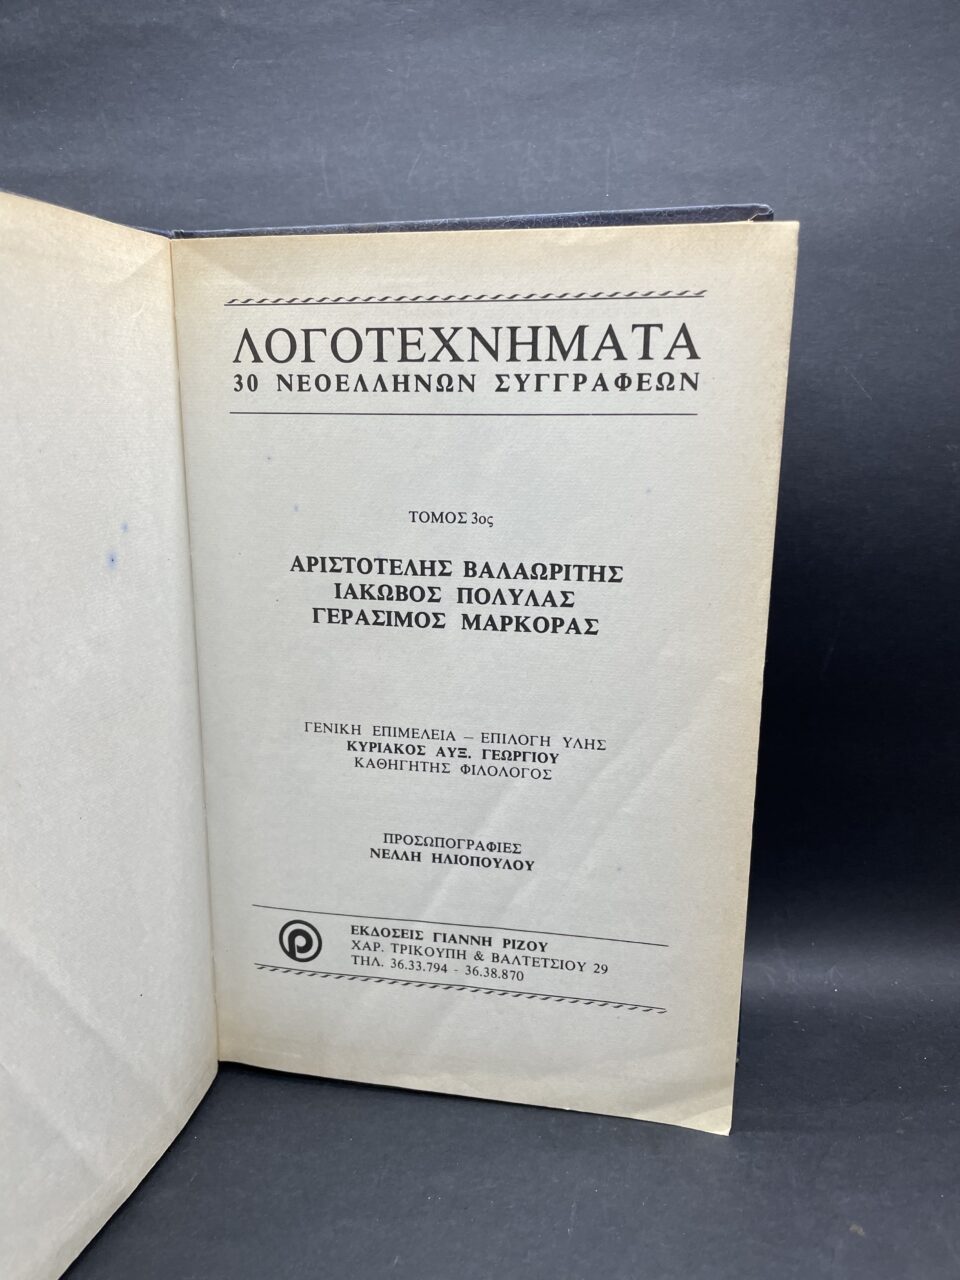 ΛΟΓΟΤΕΧΝΗΜΑΤΑ
30 ΝΕΟΕΛΛΗΝΩΝ ΣΥΓΓΡΑΦΕΩΝ
ΤΟΜΟΣ 3ος
ΑΡΙΣΤΟΤΕΛΗΣ ΒΑΛΑΩΡΙΤΗΣ
ΙΑΚΩΒΟΣ ΠΟΛΥΛΑΣ
ΓΕΡΑΣΙΜΟΣ ΜΑΡΚΟΡΑΣ
ΓΕΝΙΚΗ ΕΠΙΜΕΛΕΙΑ – ΕΠΙΛΟΓΗ ΥΛΗΣ
ΚΥΡΙΑΚΟΣ ΑΥΞ. ΓΕΩΡΓΙΟΥ
ΚΑΘΗΓΗΤΗΣ ΦΙΛΟΛΟΓΟΣ
ΠΡΟΣΩΠΟΓΡΑΦΙΕΣ
ΝΕΛΛΗ ΗΛΙΟΠΟΥΛΟΥ
ΕΚΔΟΣΕΙΣ ΓΙΑΝΝΗ ΡΙΖΟΥ
ΧΑΡ. ΤΡΙΚΟΥΠΗ & ΒΑΛΤΕΤΣΙΟΥ 29
ΤΗΛ. 36.33.794 - 36.38.870